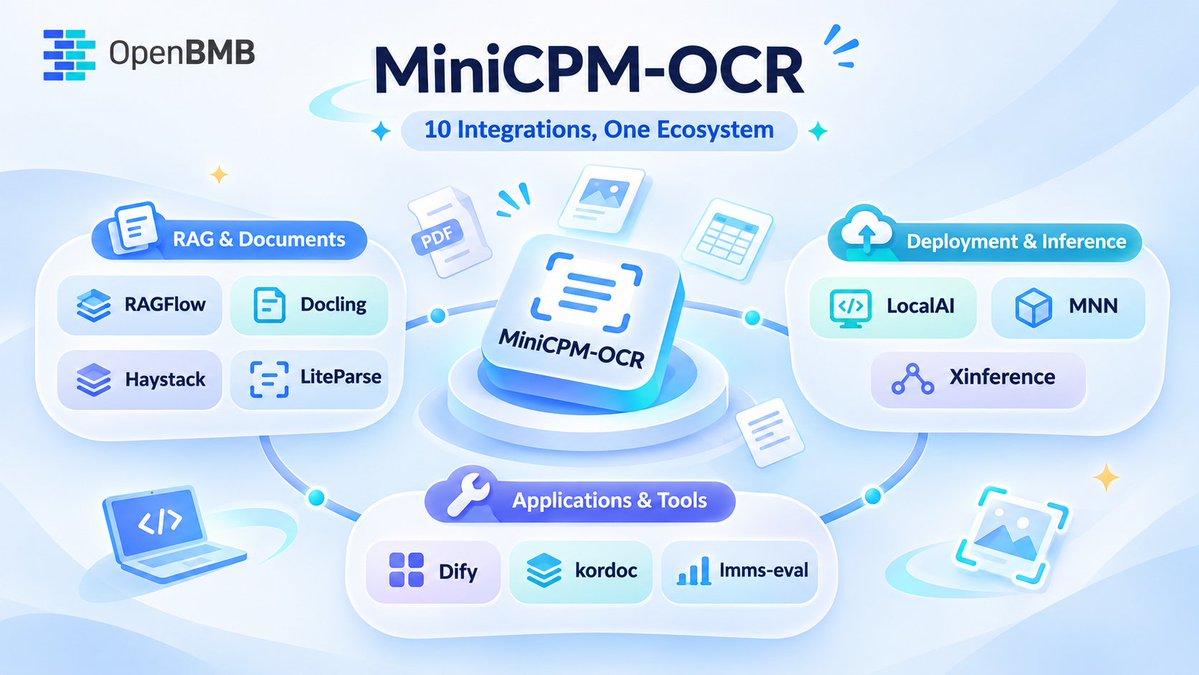 OpenBMB
MiniCPM-OCR
10 Integrations, One Ecosystem
RAG & Documents
RAGFlow
Docling
Haystack
LiteParse
PDF
MiniCPM-OCR
Deployment & Inference
</>
LocalAI
MNN
Xinference
</>
Applications & Tools
Dify
kordoc
lmms-eval